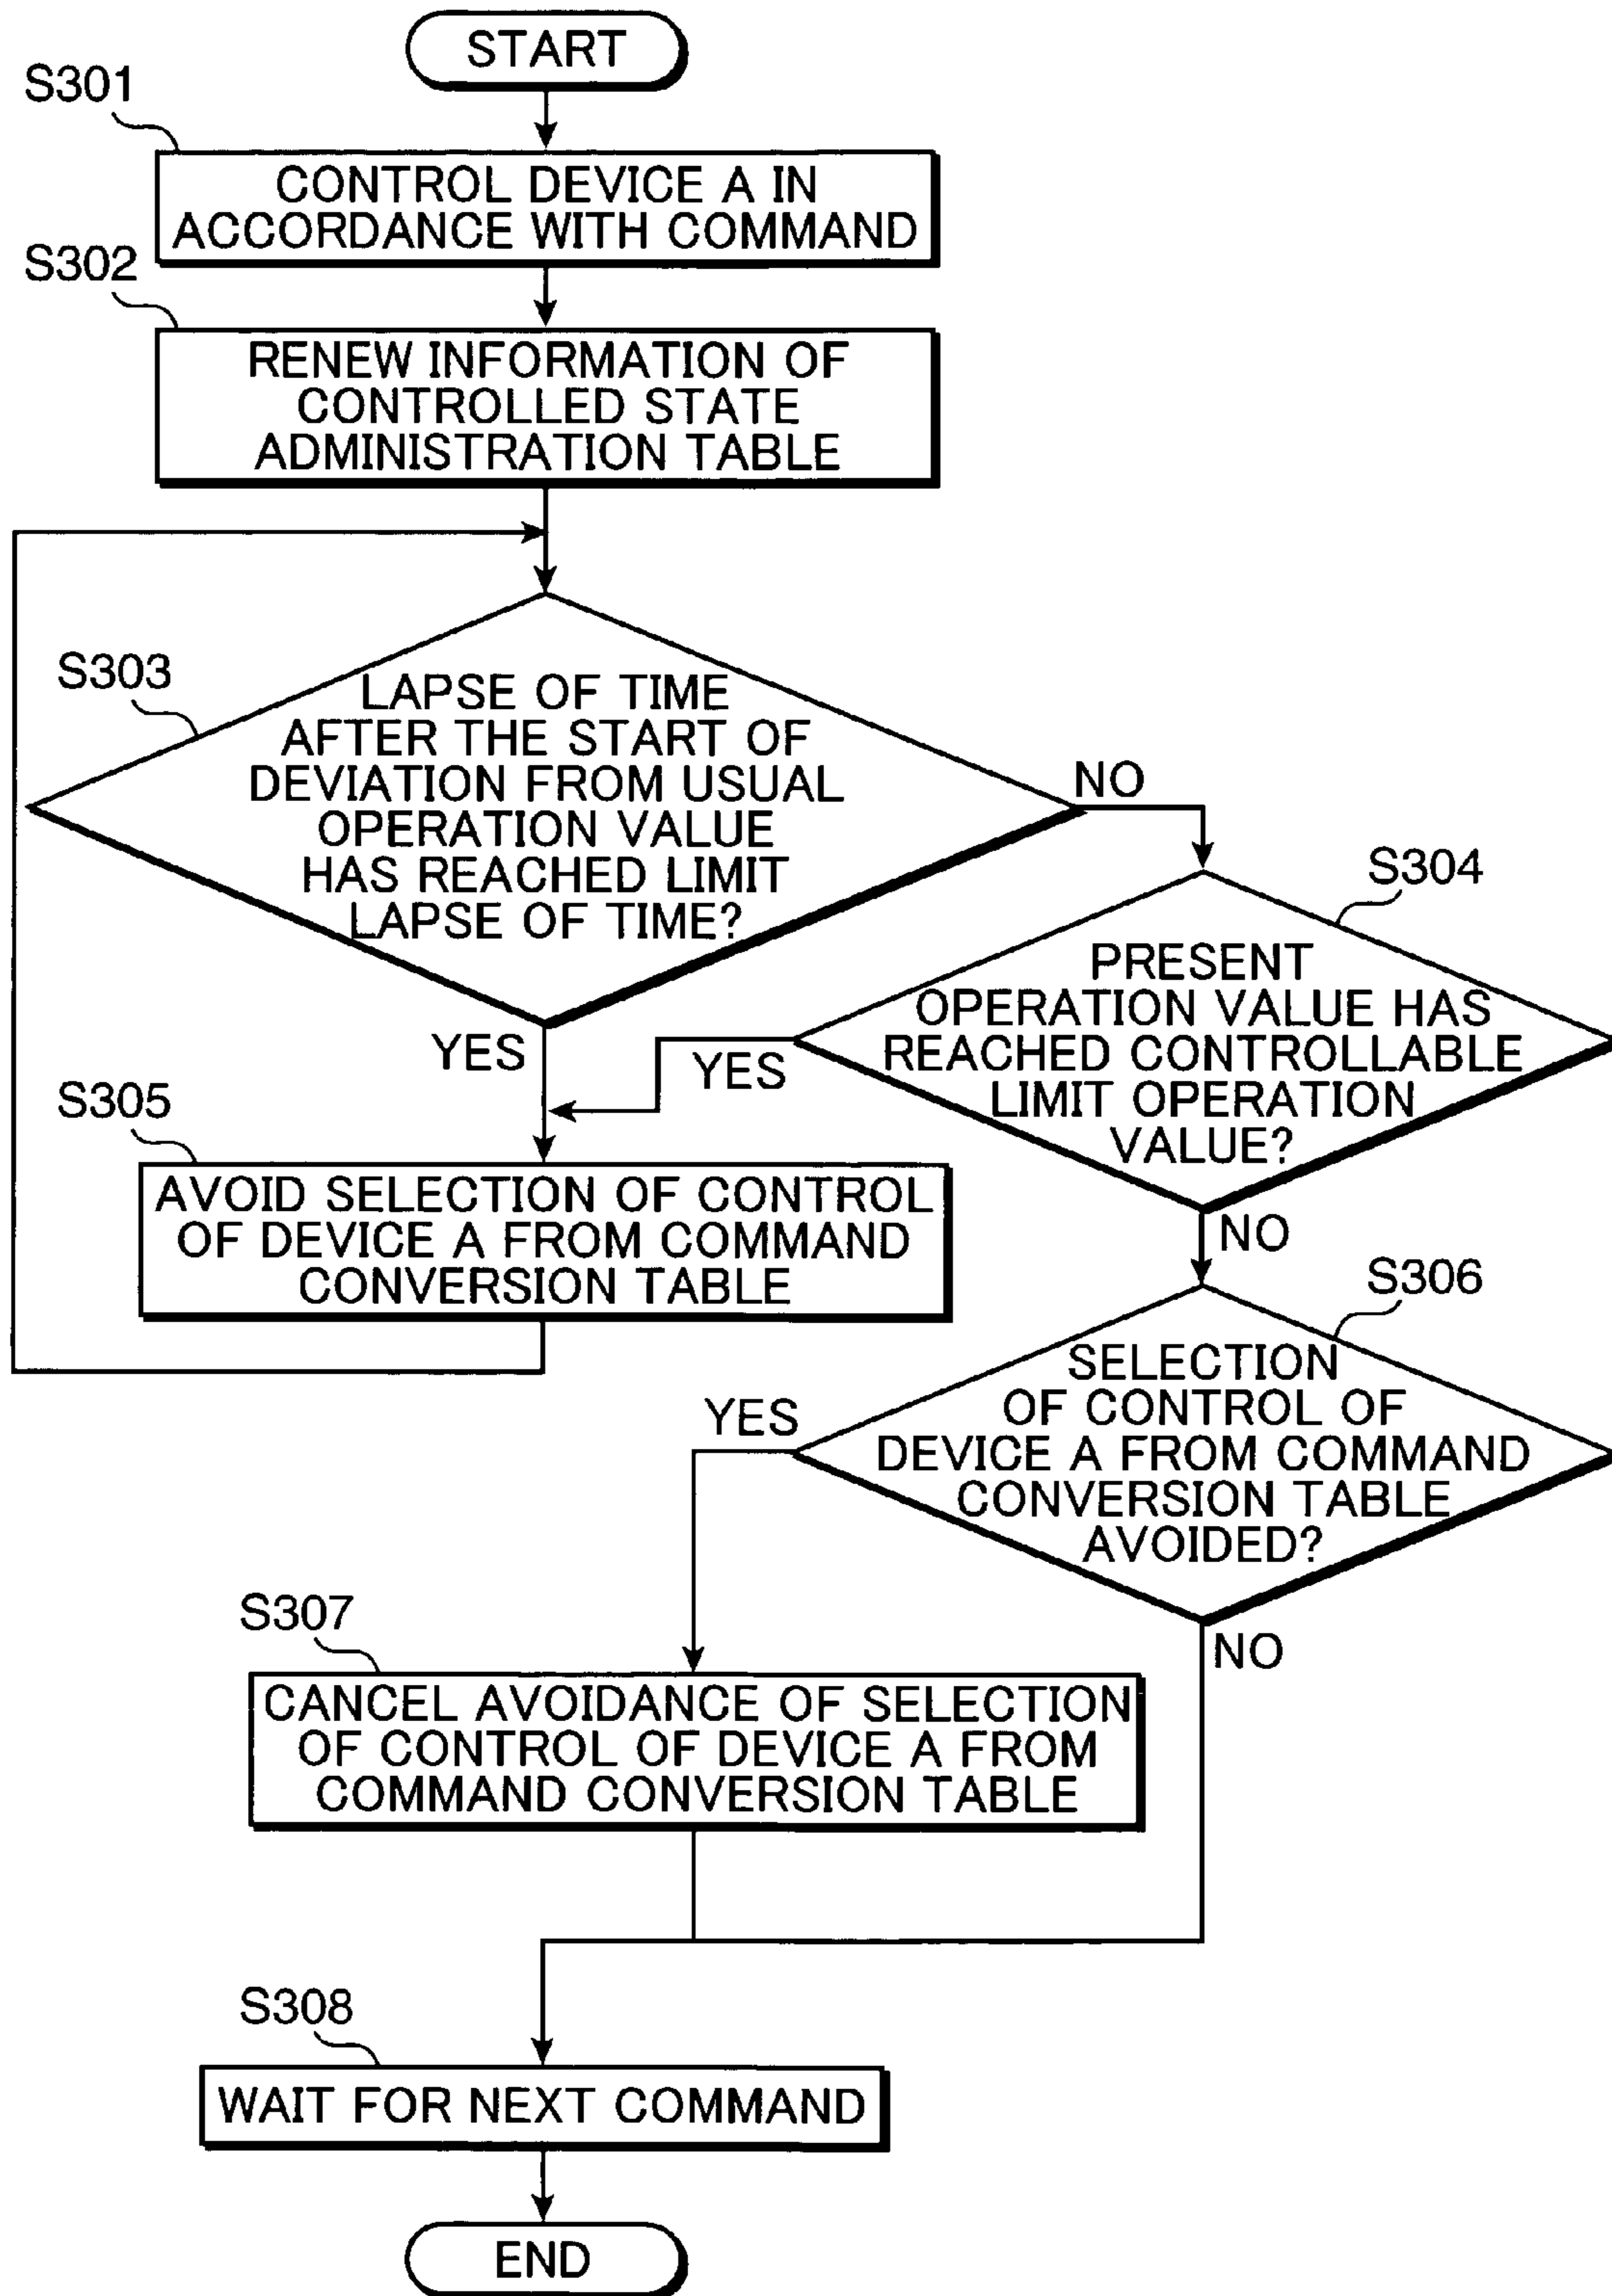 START
S301
CONTROL DEVICE A IN
ACCORDANCE WITH COMMAND
S302
RENEW INFORMATION OF
CONTROLLED STATE
ADMINISTRATION TABLE
S303
LAPSE OF TIME
AFTER THE START OF
DEVIATION FROM USUAL
OPERATION VALUE
HAS REACHED LIMIT
LAPSE OF TIME?
NO
YES
S304
PRESENT
OPERATION VALUE HAS
REACHED CONTROLLABLE
LIMIT OPERATION
VALUE?
YES
NO
S305
AVOID SELECTION OF CONTROL
OF DEVICE A FROM COMMAND
CONVERSION TABLE
S306
SELECTION
OF CONTROL OF
DEVICE A FROM COMMAND
CONVERSION TABLE
AVOIDED?
YES
NO
S307
CANCEL AVOIDANCE OF SELECTION
OF CONTROL OF DEVICE A FROM
COMMAND CONVERSION TABLE
S308
WAIT FOR NEXT COMMAND
END